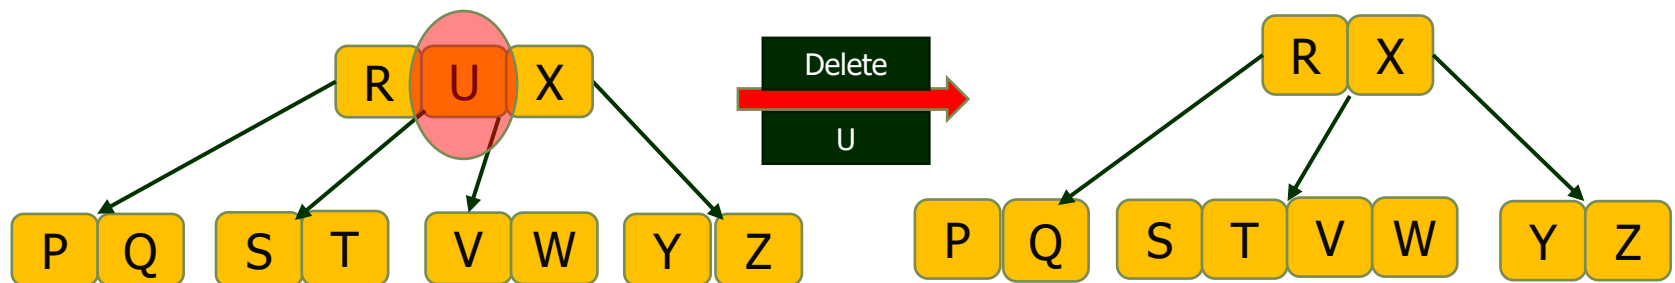 R U X
Delete
U
R X
P Q S T V W Y Z
P Q S T V W Y Z